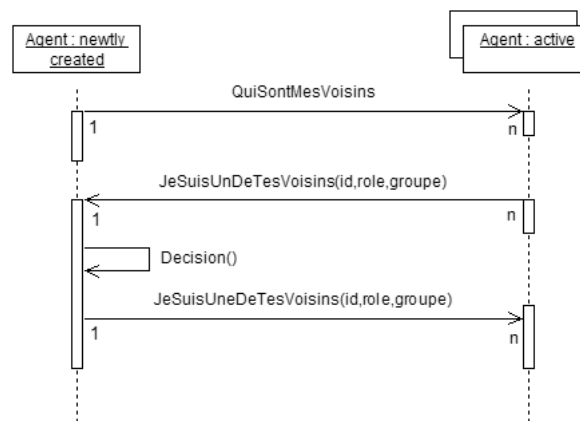 Agent : newtly
created
Agent : active
QuiSontMesVoisins
1
n
JeSuisUnDeTesVoisins(id,role,groupe)
1
n
Decision()
JeSuisUneDeTesVoisins(id,role,groupe)
1
n